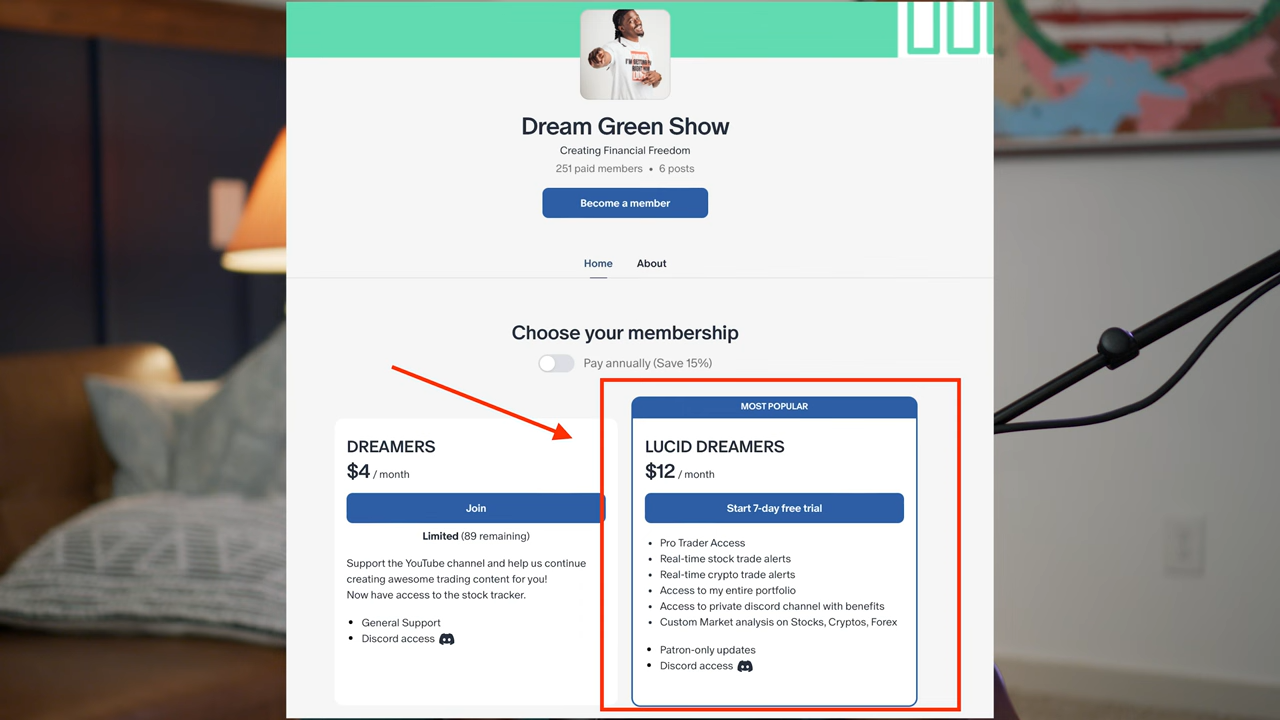 Dream Green Show
Creating Financial Freedom
251 paid members • 6 posts
Become a member
Home
About
Choose your membership
Pay annually (Save 15%)
DREAMERS
$4 / month
Join
Limited (89 remaining)
Support the YouTube channel and help us continue
creating awesome trading content for you!
Now have access to the stock tracker.
• General Support
• Discord access
MOST POPULAR
LUCID DREAMERS
$12 / month
Start 7-day free trial
• Pro Trader Access
• Real-time stock trade alerts
• Real-time crypto trade alerts
• Access to my entire portfolio
• Access to private discord channel with benefits
• Custom Market analysis on Stocks, Cryptos, Forex
• Patron-only updates
• Discord access